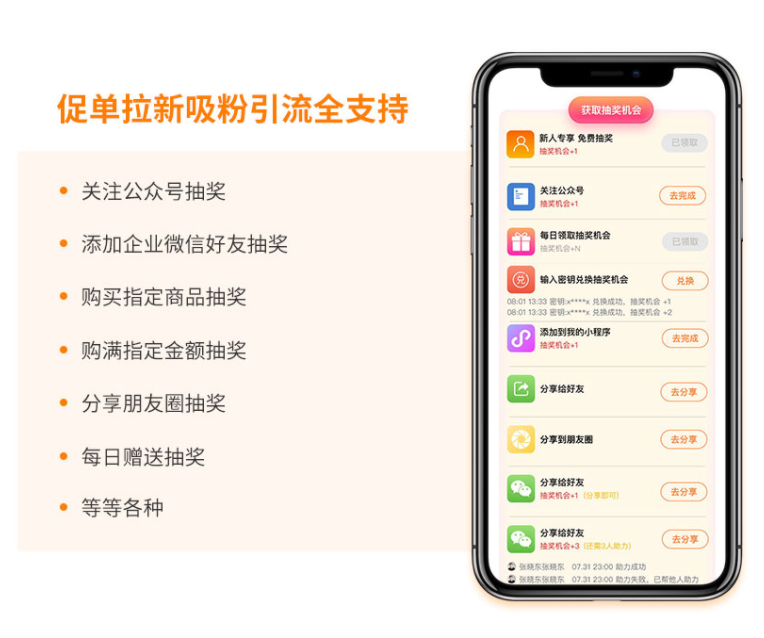 促单拉新吸粉引流全支持
关注公众号抽奖
添加企业微信好友抽奖
购买指定商品抽奖
购满指定金额抽奖
分享朋友圈抽奖
每日赠送抽奖
等等各种
获取抽奖机会
新人专享 免费抽奖
抽奖机会+1
已领取
关注公众号
抽奖机会+1
去完成
每日领取抽奖机会
抽奖机会+N
已领取
兑
输入密钥兑换抽奖机会
兑换
08:01 13:33 密钥:x****x 兑换成功，抽奖机会 +1
08:01 13:33 密钥:x****x 兑换成功，抽奖机会 +2
添加到我的小程序
抽奖机会+1
去完成
分享给好友
去分享
分享到朋友圈
去分享
分享给好友
抽奖机会+1 (分享即可)
去分享
分享给好友
抽奖机会+3 (还需3人助力)
去分享
张晓东张晓东 07.31 23:00 助力成功
张晓东张晓东 07.31 23:00 助力失败，已帮他人助力